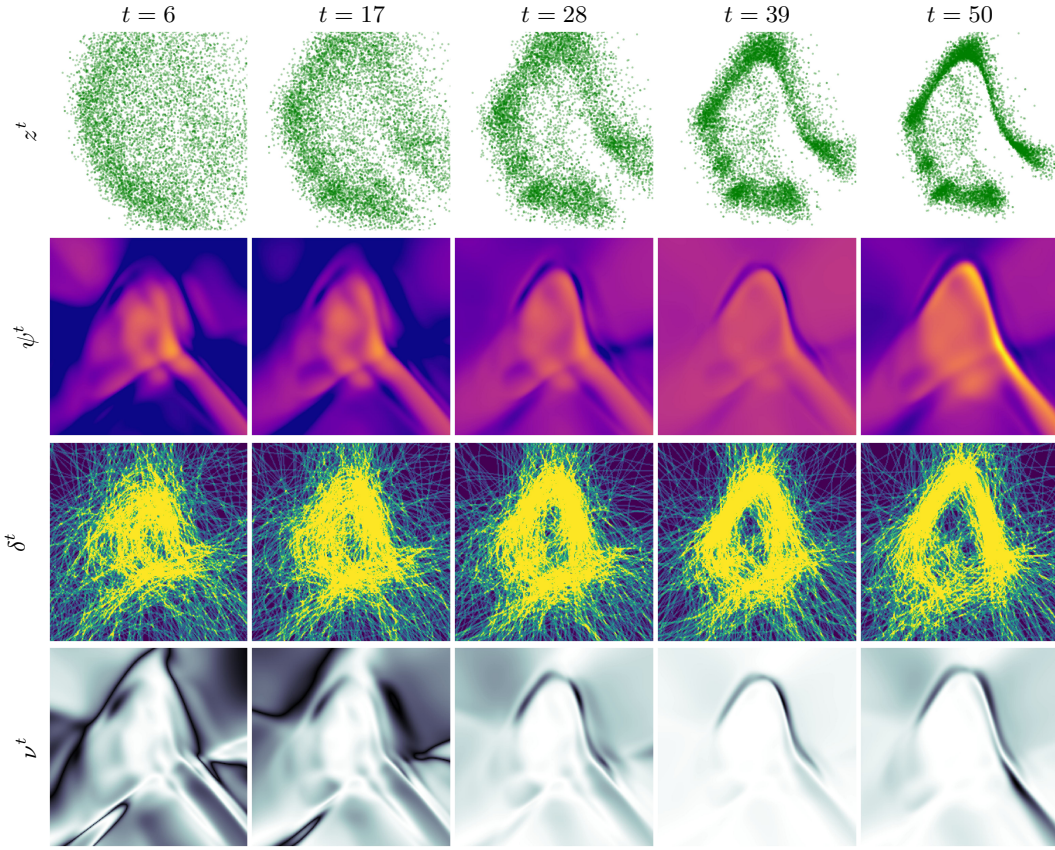 t = 6 t = 17 t = 28 t = 39 t = 50
z^t
ψ^t
δ^t
ν^t